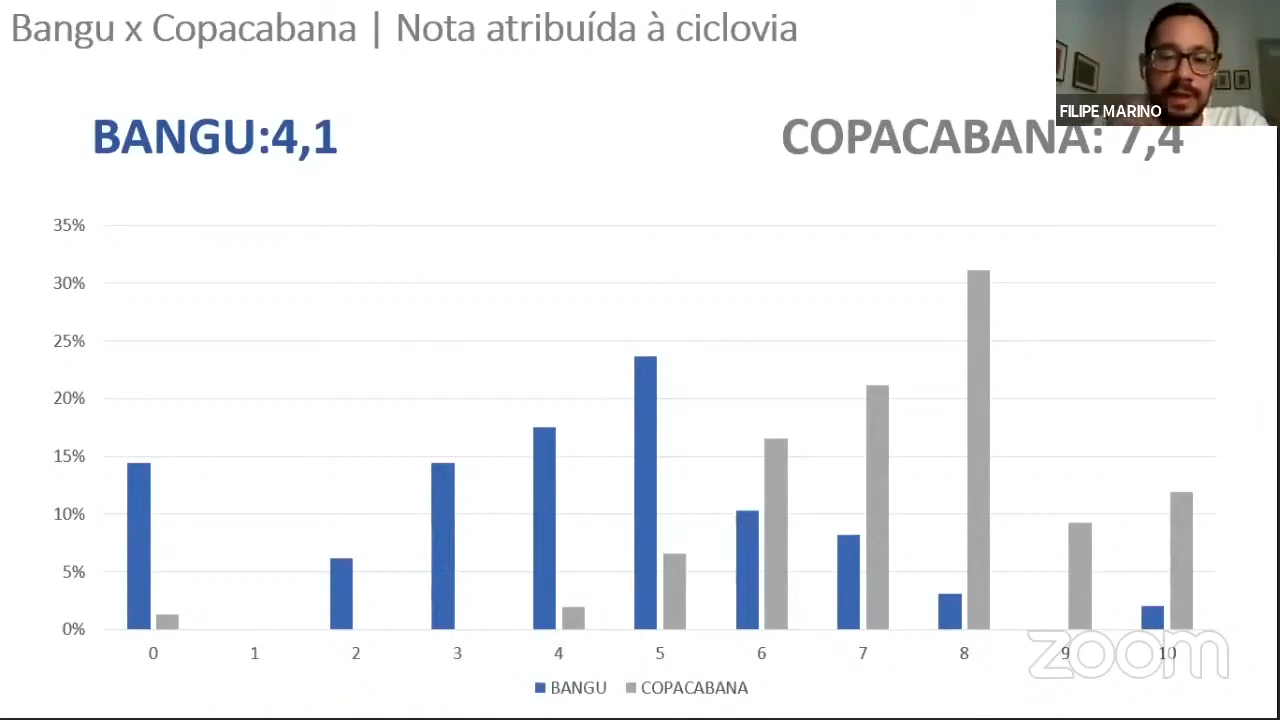 Bangu x Copacabana | Nota atribuída à ciclovia
FILIPE MARINO
BANGU:4,1
COPACABANA: 7,4
35%
30%
25%
20%
15%
10%
5%
0%
0 1 2 3 4 5 6 7 8 9 10
BANGU COPACABANA
zoom